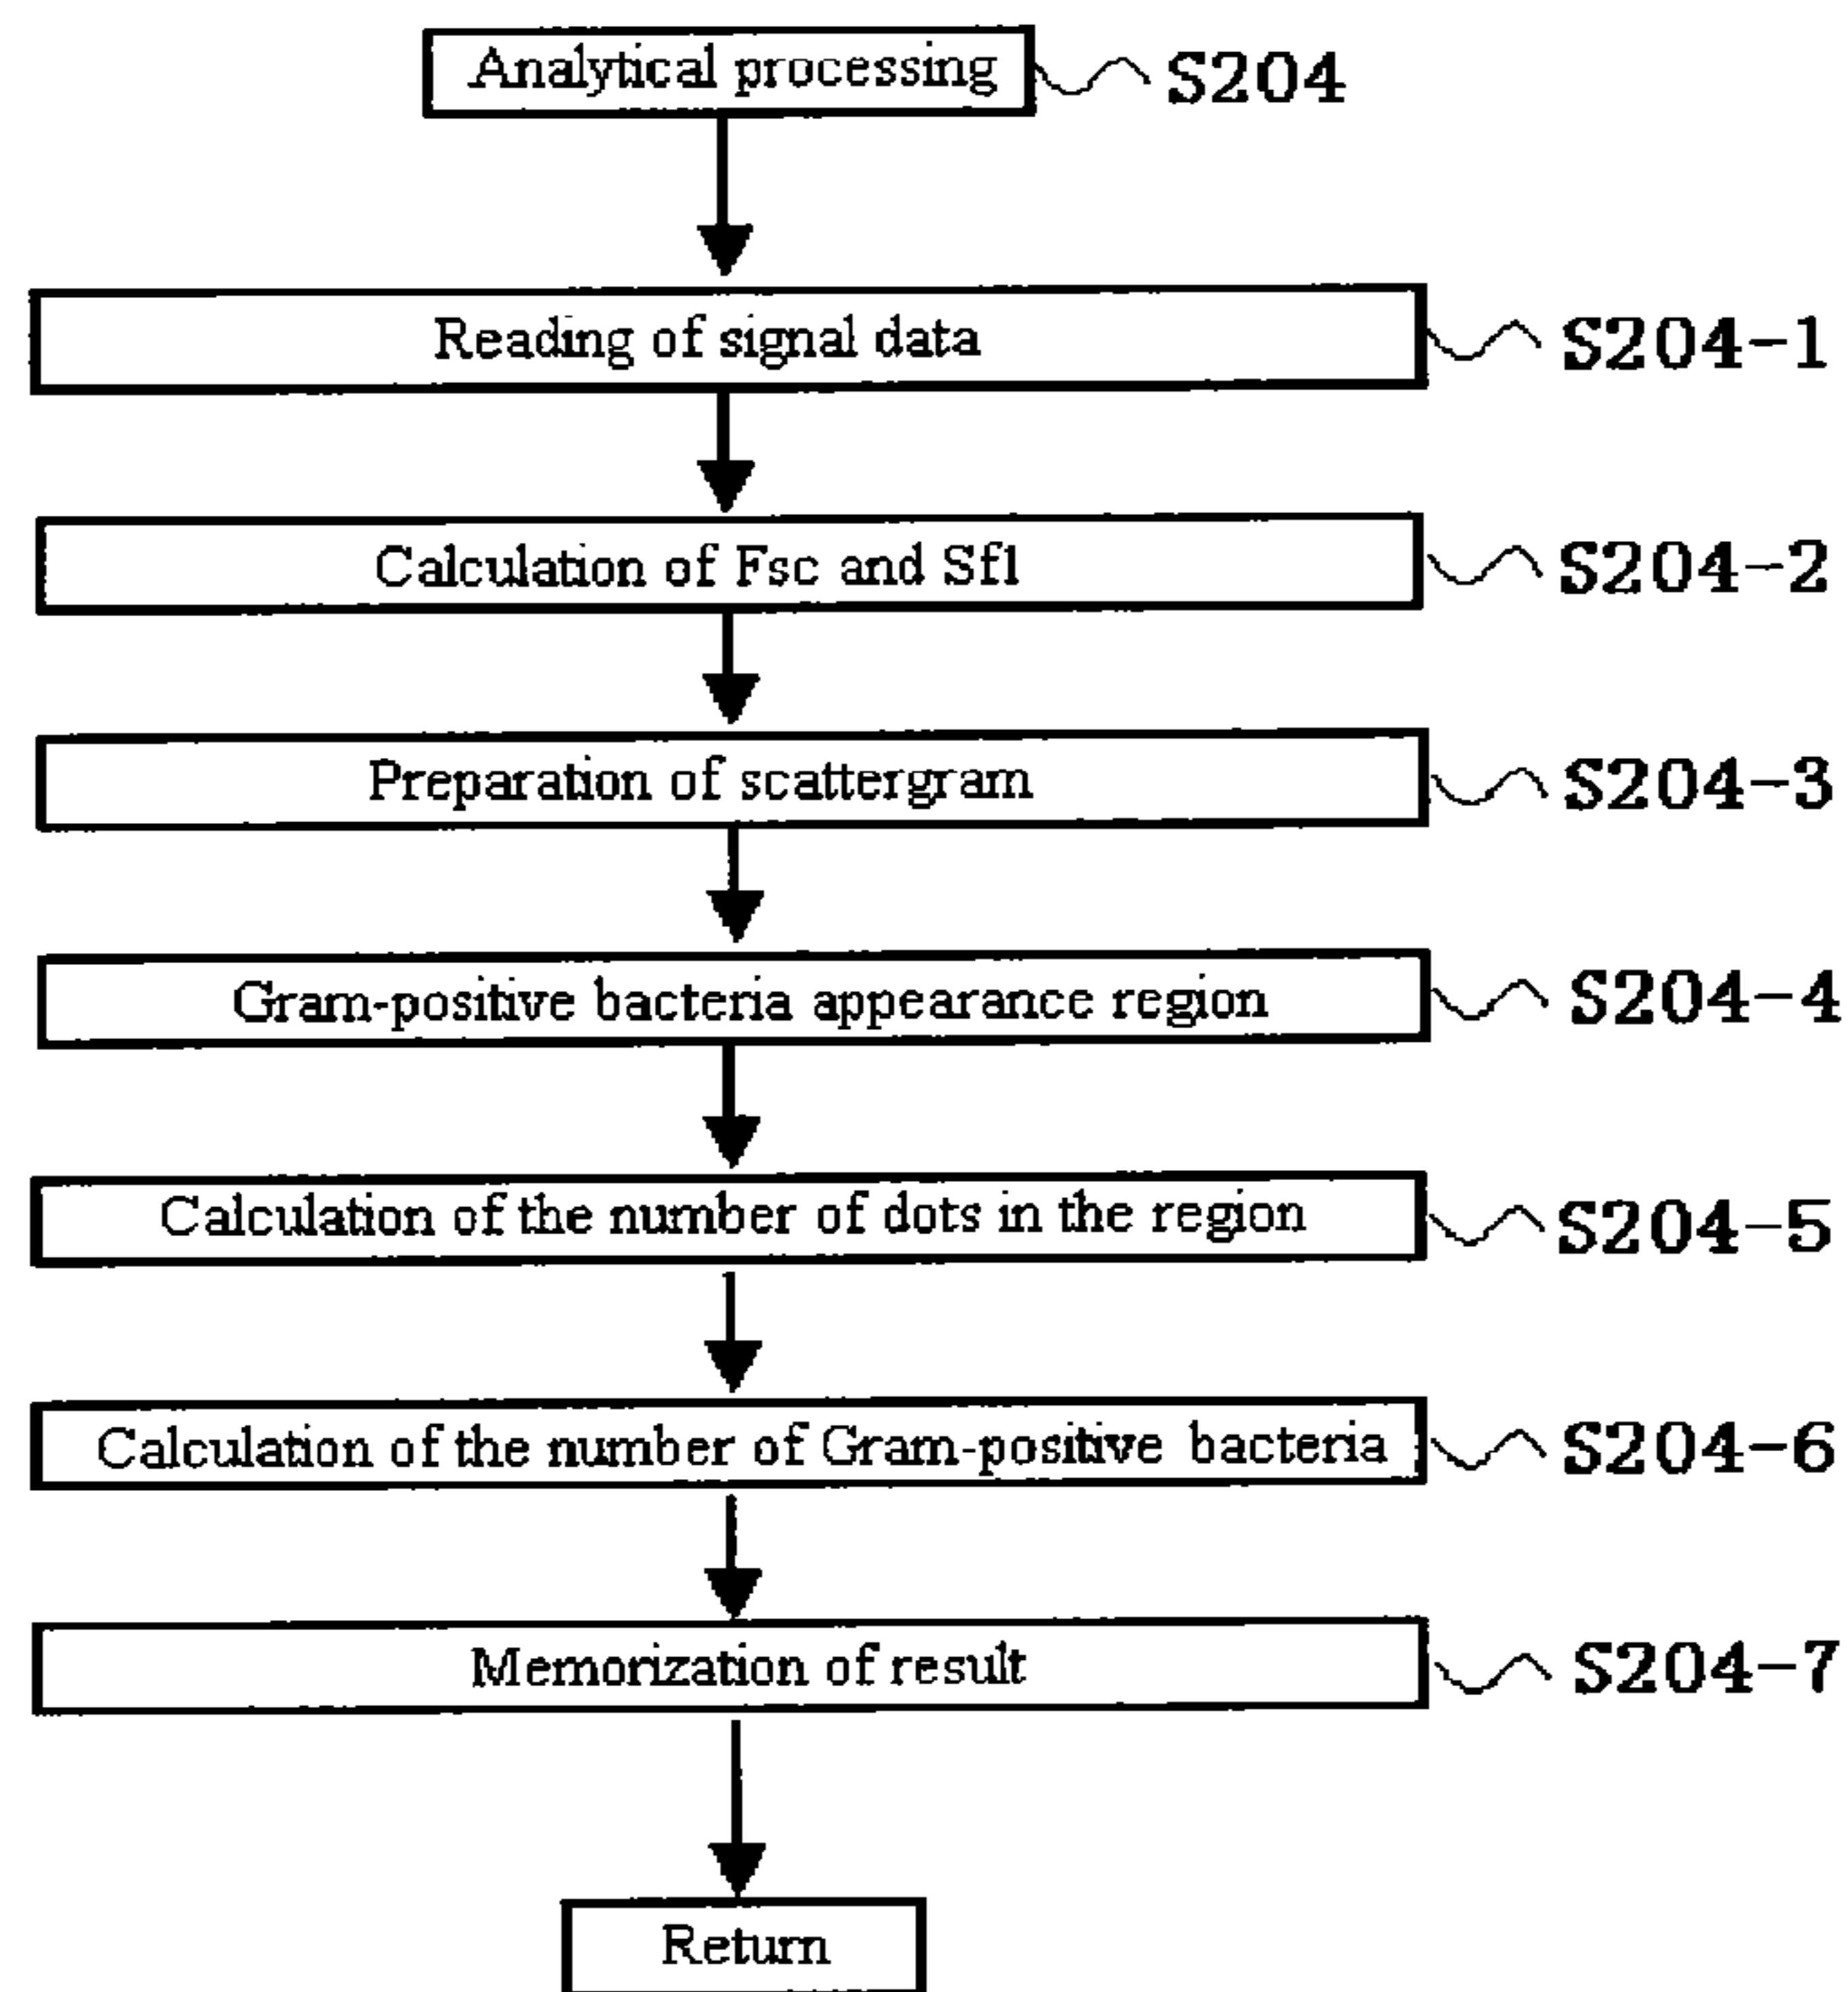 Analytical processing S204
Reading of signal data S204-1
Calculation of Fsc and Sf1 S204-2
Preparation of scattergram S204-3
Gram-positive bacteria appearance region S204-4
Calculation of the number of dots in the region S204-5
Calculation of the number of Gram-positive bacteria S204-6
Memorization of result S204-7
Return